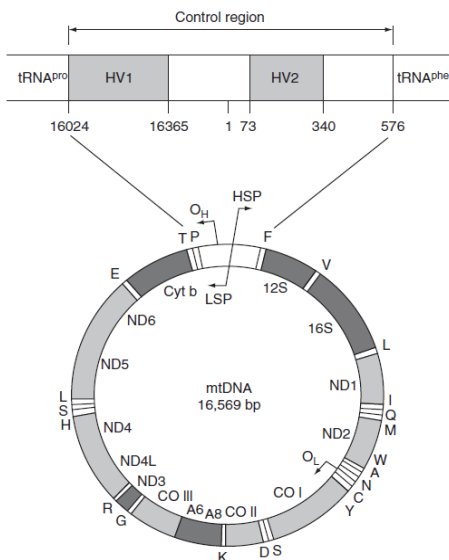 Control region
tRNApro HV1 HV2 tRNAphe
16024 16365 1 73 340 576
OH HSP
T P F
E V
Cyt b LSP 12S
ND6 16S
L
ND5 ND1
mtDNA
16,569 bp
L I
S Q
H ND4 ND2 M
W
OL A
ND4L N
ND3 C
R CO III A6 A8 CO II CO I Y
G
K D S